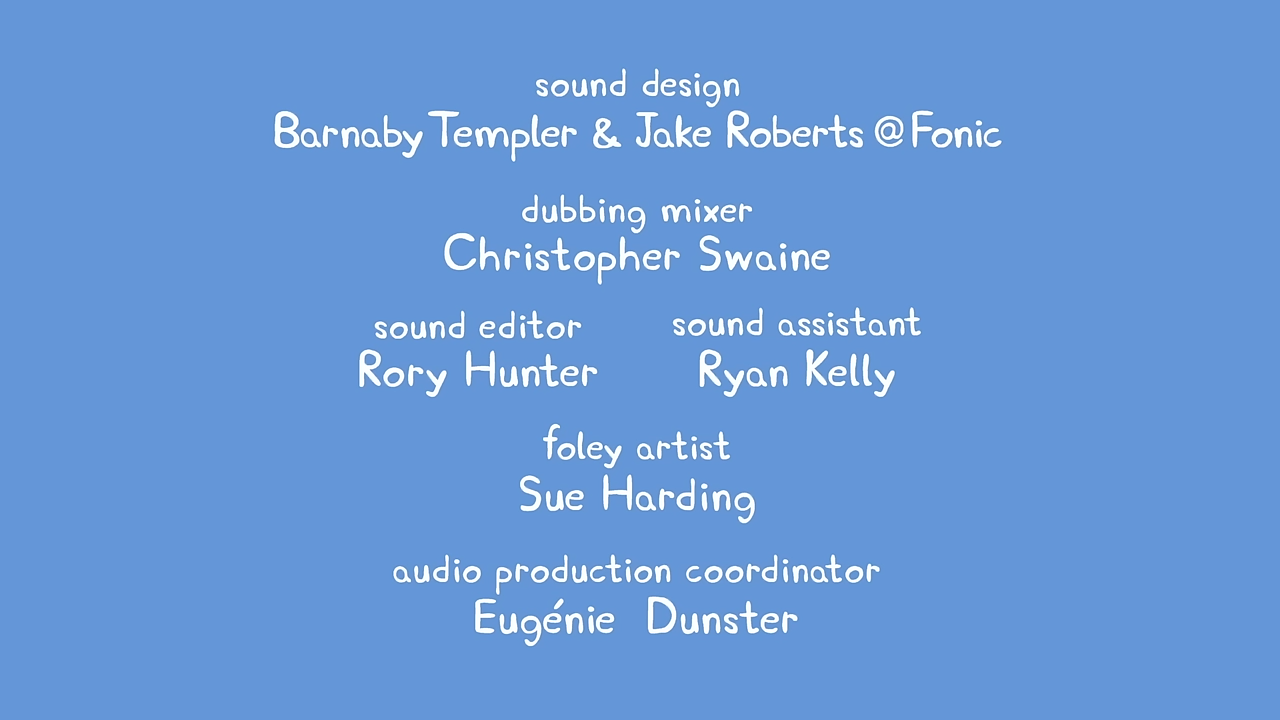 sound design
Barnaby Templer & Jake Roberts @ Fonic
dubbing mixer
Christopher Swaine
sound editor sound assistant
Rory Hunter Ryan Kelly
foley artist
Sue Harding
audio production coordinator
Eugénie Dunster